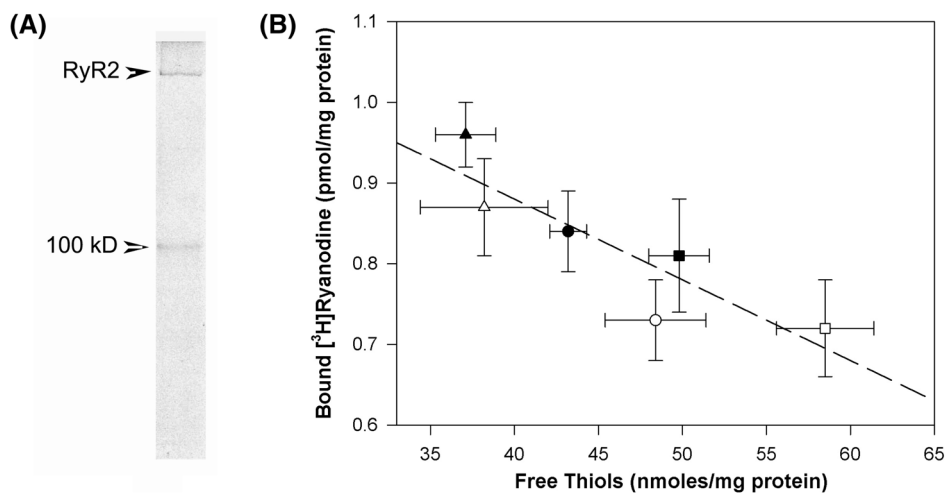 (A)
RyR2
100 kD
(B)
Bound [³H]Ryanodine (pmol/mg protein)
1.1
1.0
0.9
0.8
0.7
0.6
35 40 45 50 55 60 65
Free Thiols (nmoles/mg protein)